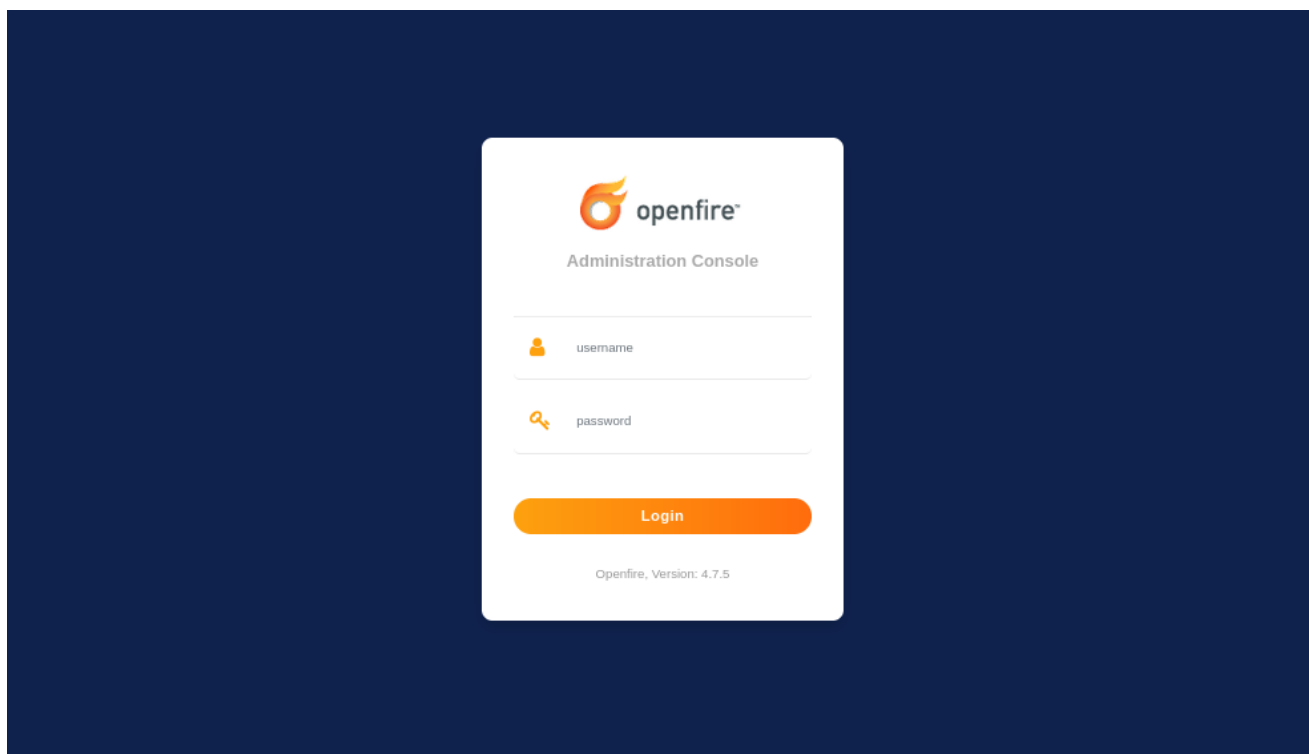 openfire™
Administration Console
username
password
Login
Openfire, Version: 4.7.5